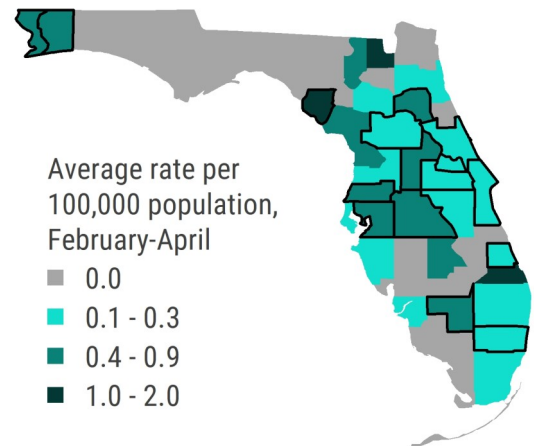 Average rate per
100,000 population,
February-April
0.0
0.1 - 0.3
0.4 - 0.9
1.0 - 2.0